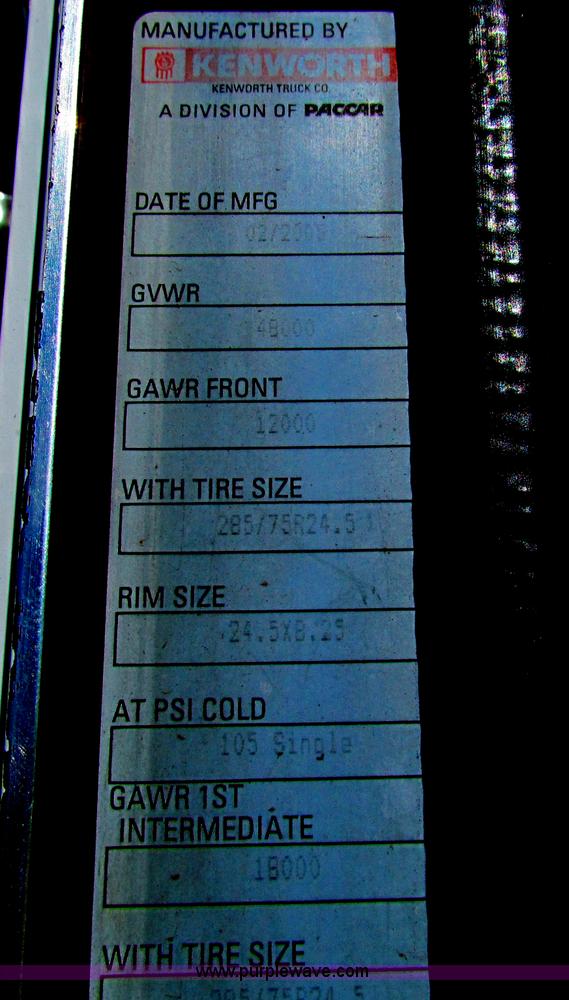 MANUFACTURED BY
KENWORTH
KENWORTH TRUCK CO.
A DIVISION OF PACCAR
DATE OF MFG
GVWR
48000
GAWR FRONT
12000
WITH TIRE SIZE
285/75R24.5
RIM SIZE
24.5X8.25
AT PSI COLD
105 Single
GAWR 1ST
INTERMEDIATE
18000
WITH TIRE SIZE
www.purplewave.com